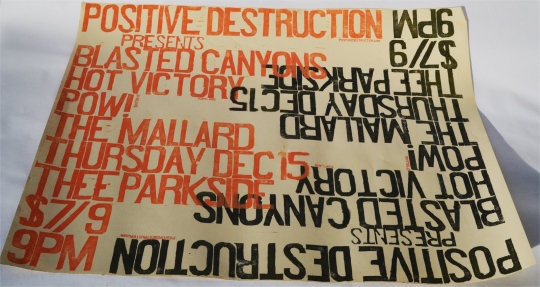 POSITIVE DESTRUCTION
PRESENTS
BLASTED CANYONS
HOT VICTORY
POW!
THE MALLARD
THURSDAY DEC 15
THEE PARKSIDE
$7/9
9PM
POSITIVE DESTRUCTION
PRESENTS
BLASTED CANYONS
HOT VICTORY
POW!
THE MALLARD
THURSDAY DEC 15
THEE PARKSIDE
$7/9
9PM